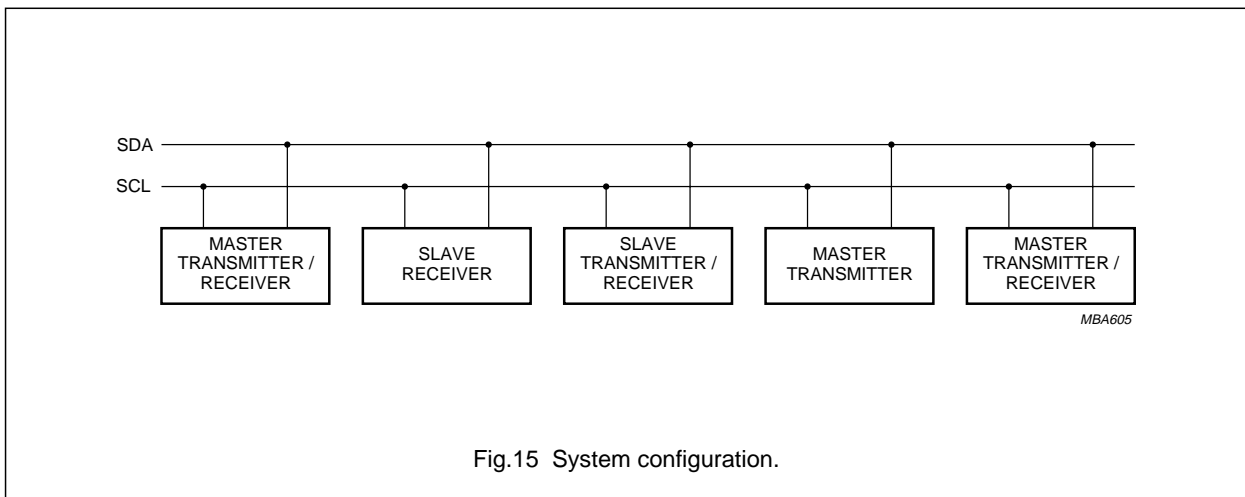 SDA
SCL
MASTER
TRANSMITTER /
RECEIVER
SLAVE
RECEIVER
SLAVE
TRANSMITTER /
RECEIVER
MASTER
TRANSMITTER
MASTER
TRANSMITTER /
RECEIVER
MBA605
Fig.15 System configuration.